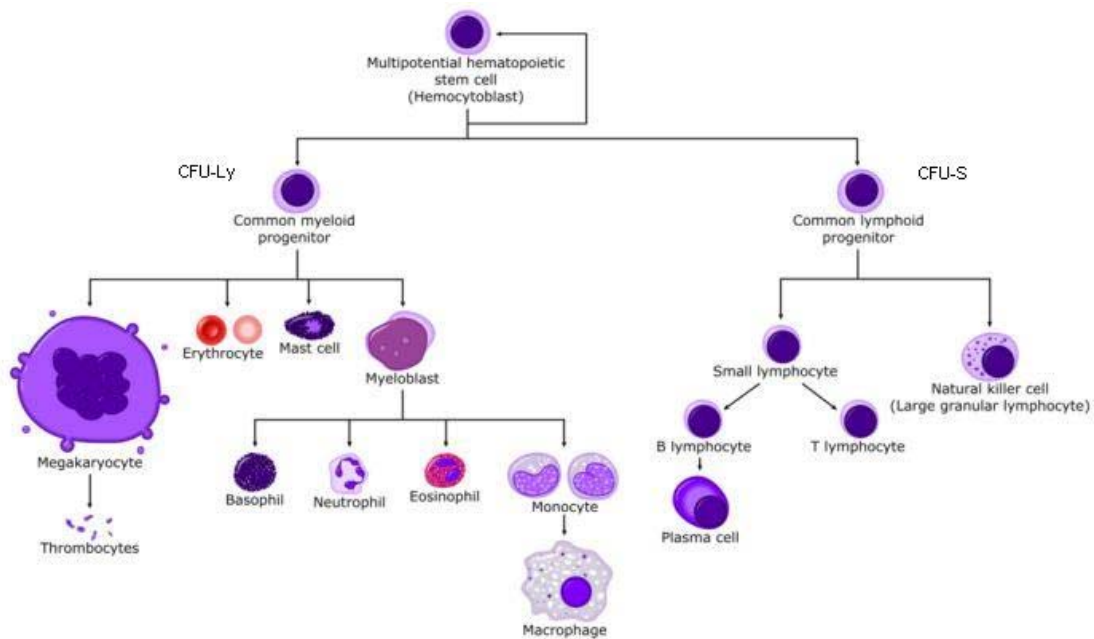 Multipotential hematopoietic
stem cell
(Hemocytoblast)
CFU-Ly
CFU-S
Common myeloid
progenitor
Common lymphoid
progenitor
Erythrocyte
Mast cell
Myeloblast
Small lymphocyte
Natural killer cell
(Large granular lymphocyte)
B lymphocyte
T lymphocyte
Megakaryocyte
Basophil
Neutrophil
Eosinophil
Monocyte
Plasma cell
Thrombocytes
Macrophage